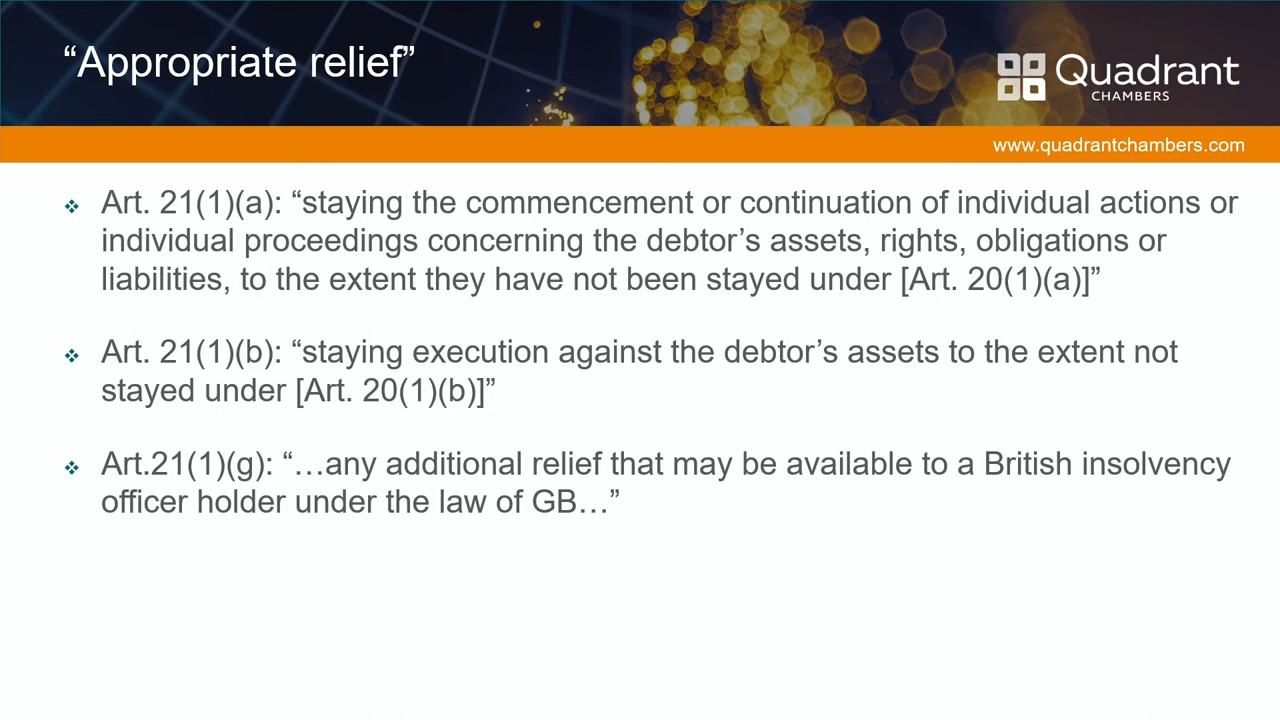 “Appropriate relief”
Quadrant
CHAMBERS
www.quadrantchambers.com
Art. 21(1)(a): “staying the commencement or continuation of individual actions or
individual proceedings concerning the debtor’s assets, rights, obligations or
liabilities, to the extent they have not been stayed under [Art. 20(1)(a)]”
Art. 21(1)(b): “staying execution against the debtor’s assets to the extent not
stayed under [Art. 20(1)(b)]”
Art.21(1)(g): “…any additional relief that may be available to a British insolvency
officer holder under the law of GB…”